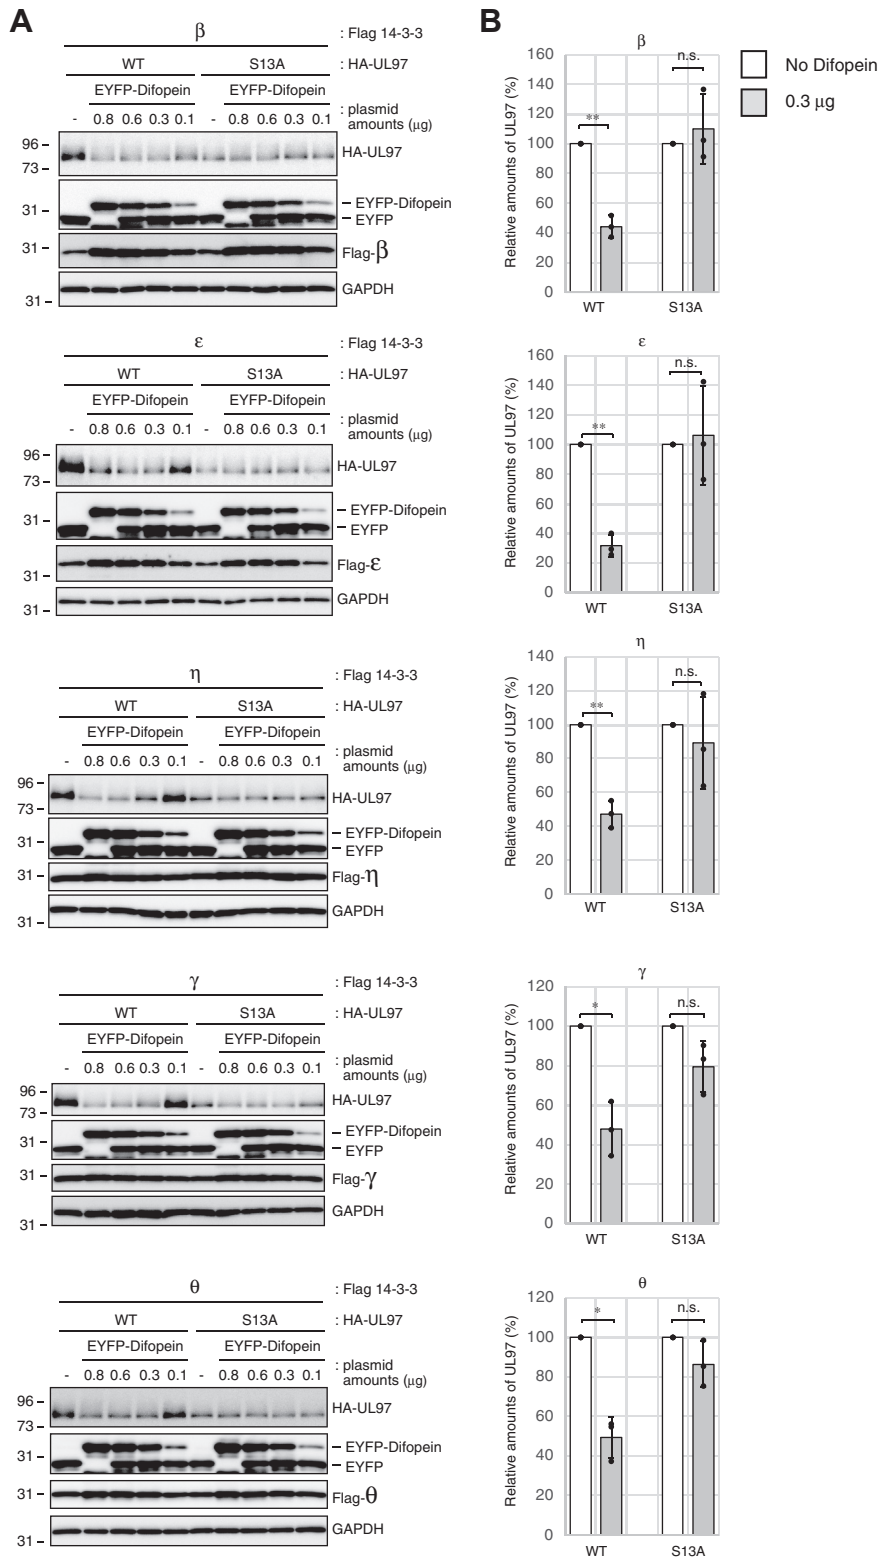 A
β : Flag 14-3-3
WT S13A : HA-UL97
EYFP-Difopein EYFP-Difopein
- 0.8 0.6 0.3 0.1 - 0.8 0.6 0.3 0.1 : plasmid
amounts (μg)
96
HA-UL97
73
EYFP-Difopein
31
EYFP
31
Flag-β
GAPDH
31
ε : Flag 14-3-3
WT S13A : HA-UL97
EYFP-Difopein EYFP-Difopein
: plasmid
- 0.8 0.6 0.3 0.1 - 0.8 0.6 0.3 0.1 amounts (μg)
96
HA-UL97
73
EYFP-Difopein
31
EYFP
Flag-ε
31
GAPDH
31
η : Flag 14-3-3
WT S13A : HA-UL97
EYFP-Difopein EYFP-Difopein
: plasmid
- 0.8 0.6 0.3 0.1 - 0.8 0.6 0.3 0.1 amounts (μg)
96
HA-UL97
73
EYFP-Difopein
31
EYFP
31
Flag-η
GAPDH
31
γ : Flag 14-3-3
WT S13A : HA-UL97
EYFP-Difopein EYFP-Difopein
: plasmid
- 0.8 0.6 0.3 0.1 - 0.8 0.6 0.3 0.1 amounts (μg)
96
HA-UL97
73
EYFP-Difopein
31
EYFP
31
Flag-γ
GAPDH
31
θ : Flag 14-3-3
WT S13A : HA-UL97
EYFP-Difopein EYFP-Difopein
: plasmid
- 0.8 0.6 0.3 0.1 - 0.8 0.6 0.3 0.1 amounts (μg)
96
HA-UL97
73
EYFP-Difopein
31
EYFP
31
Flag-θ
GAPDH
31
B
β
Relative amounts of UL97 (%)
160
140
120
100
80
60
40
20
0
**
n.s.
WT S13A
No Difopein
0.3 μg
ε
Relative amounts of UL97 (%)
160
140
120
100
80
60
40
20
0
**
n.s.
WT S13A
η
Relative amounts of UL97 (%)
140
120
100
80
60
40
20
0
**
n.s.
WT S13A
γ
Relative amounts of UL97 (%)
120
100
80
60
40
20
0
*
n.s.
WT S13A
θ
Relative amounts of UL97 (%)
120
100
80
60
40
20
0
*
n.s.
WT S13A